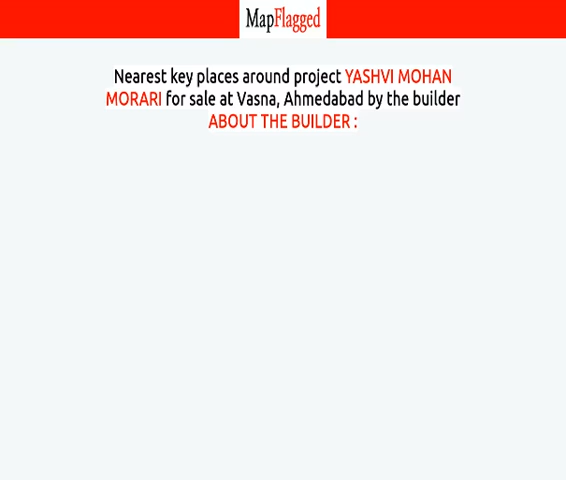 MapFlagged
Nearest key places around project YASHVI MOHAN
MORARI for sale at Vasna, Ahmedabad by the builder
ABOUT THE BUILDER :